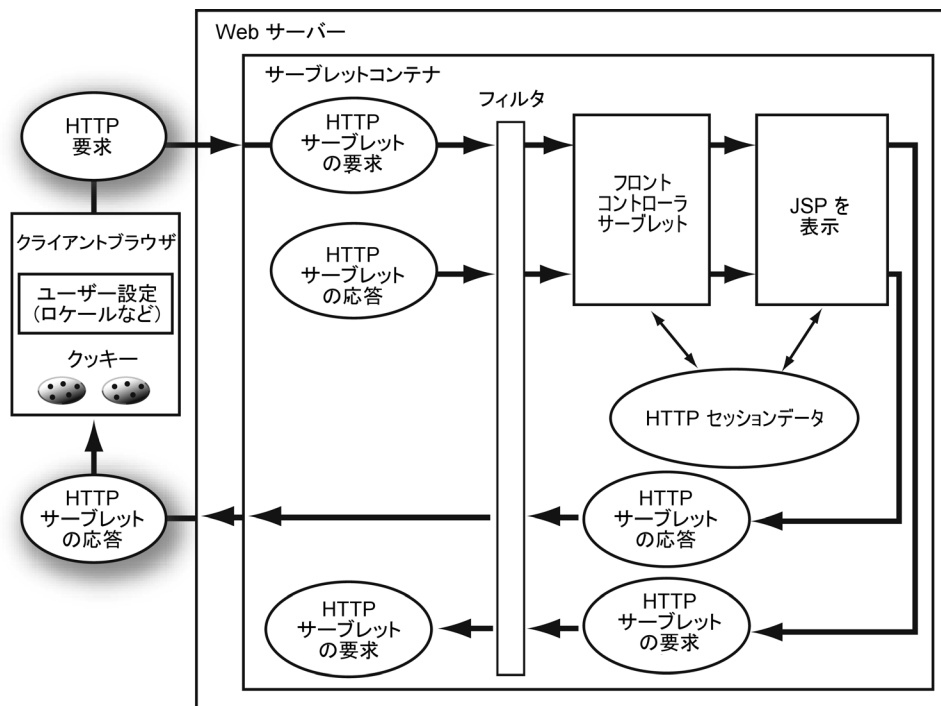 Web サーバー
サーブレットコンテナ
フィルタ
HTTP
要求
HTTP
サーブレット
の要求
フロント
コントローラ
サーブレット
JSP を
表示
クライアントブラウザ
ユーザー設定
(ロケールなど)
クッキー
HTTP
サーブレット
の応答
HTTP セッションデータ
HTTP
サーブレット
の応答
HTTP
サーブレット
の応答
HTTP
サーブレット
の要求
HTTP
サーブレット
の要求